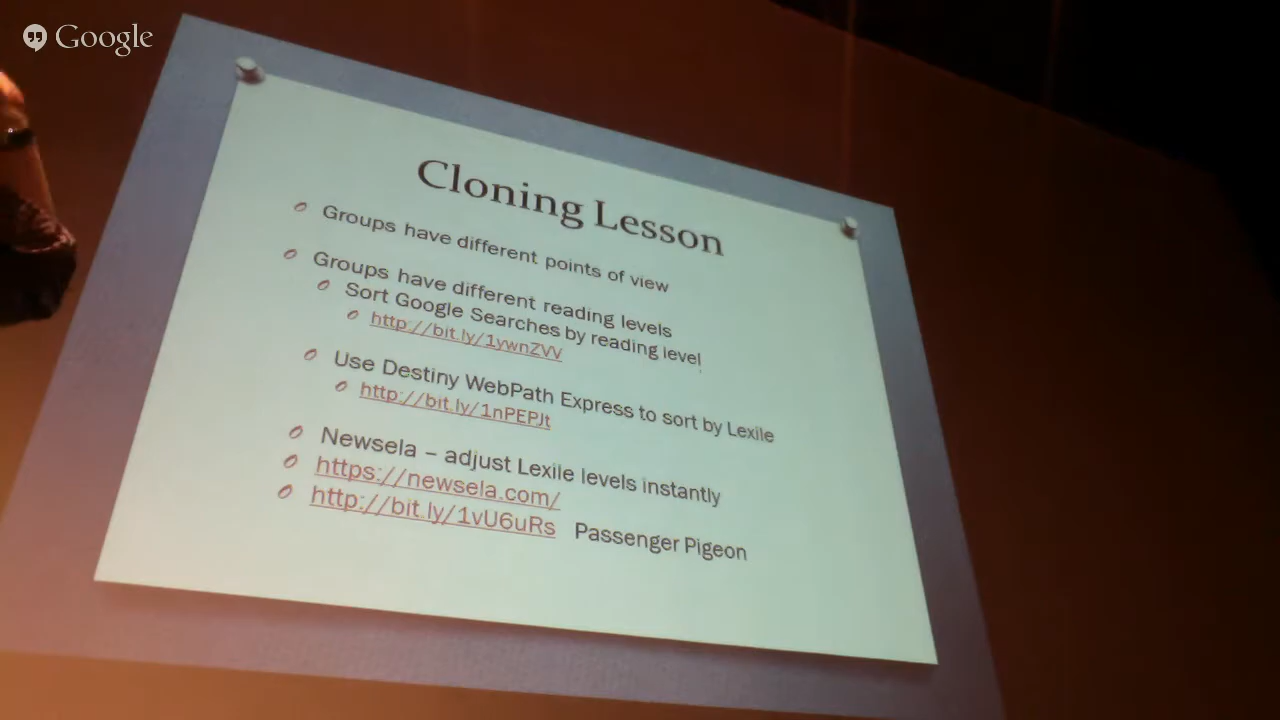 Google
Cloning Lesson
Groups have different points of view
Groups have different reading levels
Sort Google Searches by reading level
http://bit.ly/1ywnZVV
Use Destiny WebPath Express to sort by Lexile
http://bit.ly/1nPEPJt
Newsela – adjust Lexile levels instantly
https://newsela.com/
http://bit.ly/1vU6uRs Passenger Pigeon